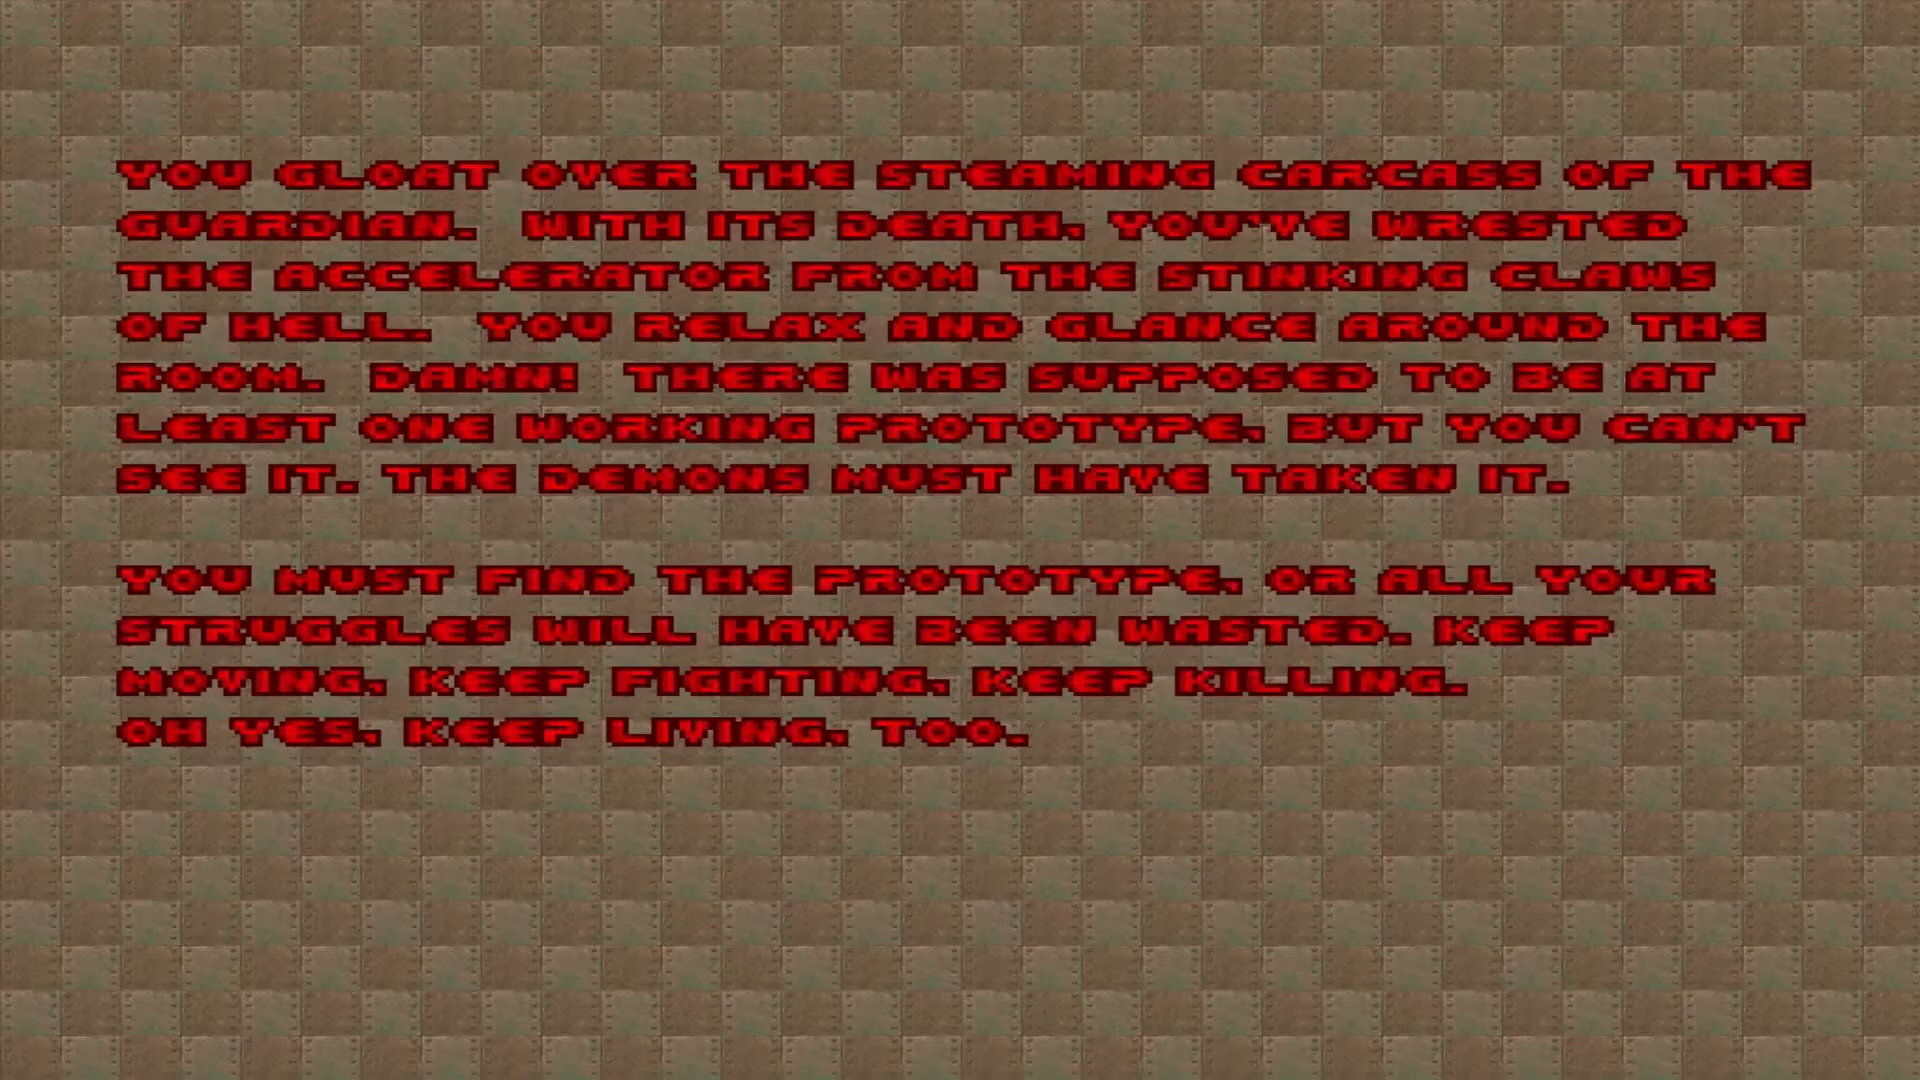 YOU GLOAT OVER THE STEAMING CARCASS OF THE
GUARDIAN.  WITH ITS DEATH, YOU'VE WRESTED
THE ACCELERATOR FROM THE STINKING CLAWS
OF HELL.  YOU RELAX AND GLANCE AROUND THE
ROOM.  DAMN!  THERE WAS SUPPOSED TO BE AT
LEAST ONE WORKING PROTOTYPE, BUT YOU CAN'T
SEE IT. THE DEMONS MUST HAVE TAKEN IT.

YOU MUST FIND THE PROTOTYPE, OR ALL YOUR
STRUGGLES WILL HAVE BEEN WASTED. KEEP
MOVING, KEEP FIGHTING, KEEP KILLING.
OH YES, KEEP LIVING, TOO.